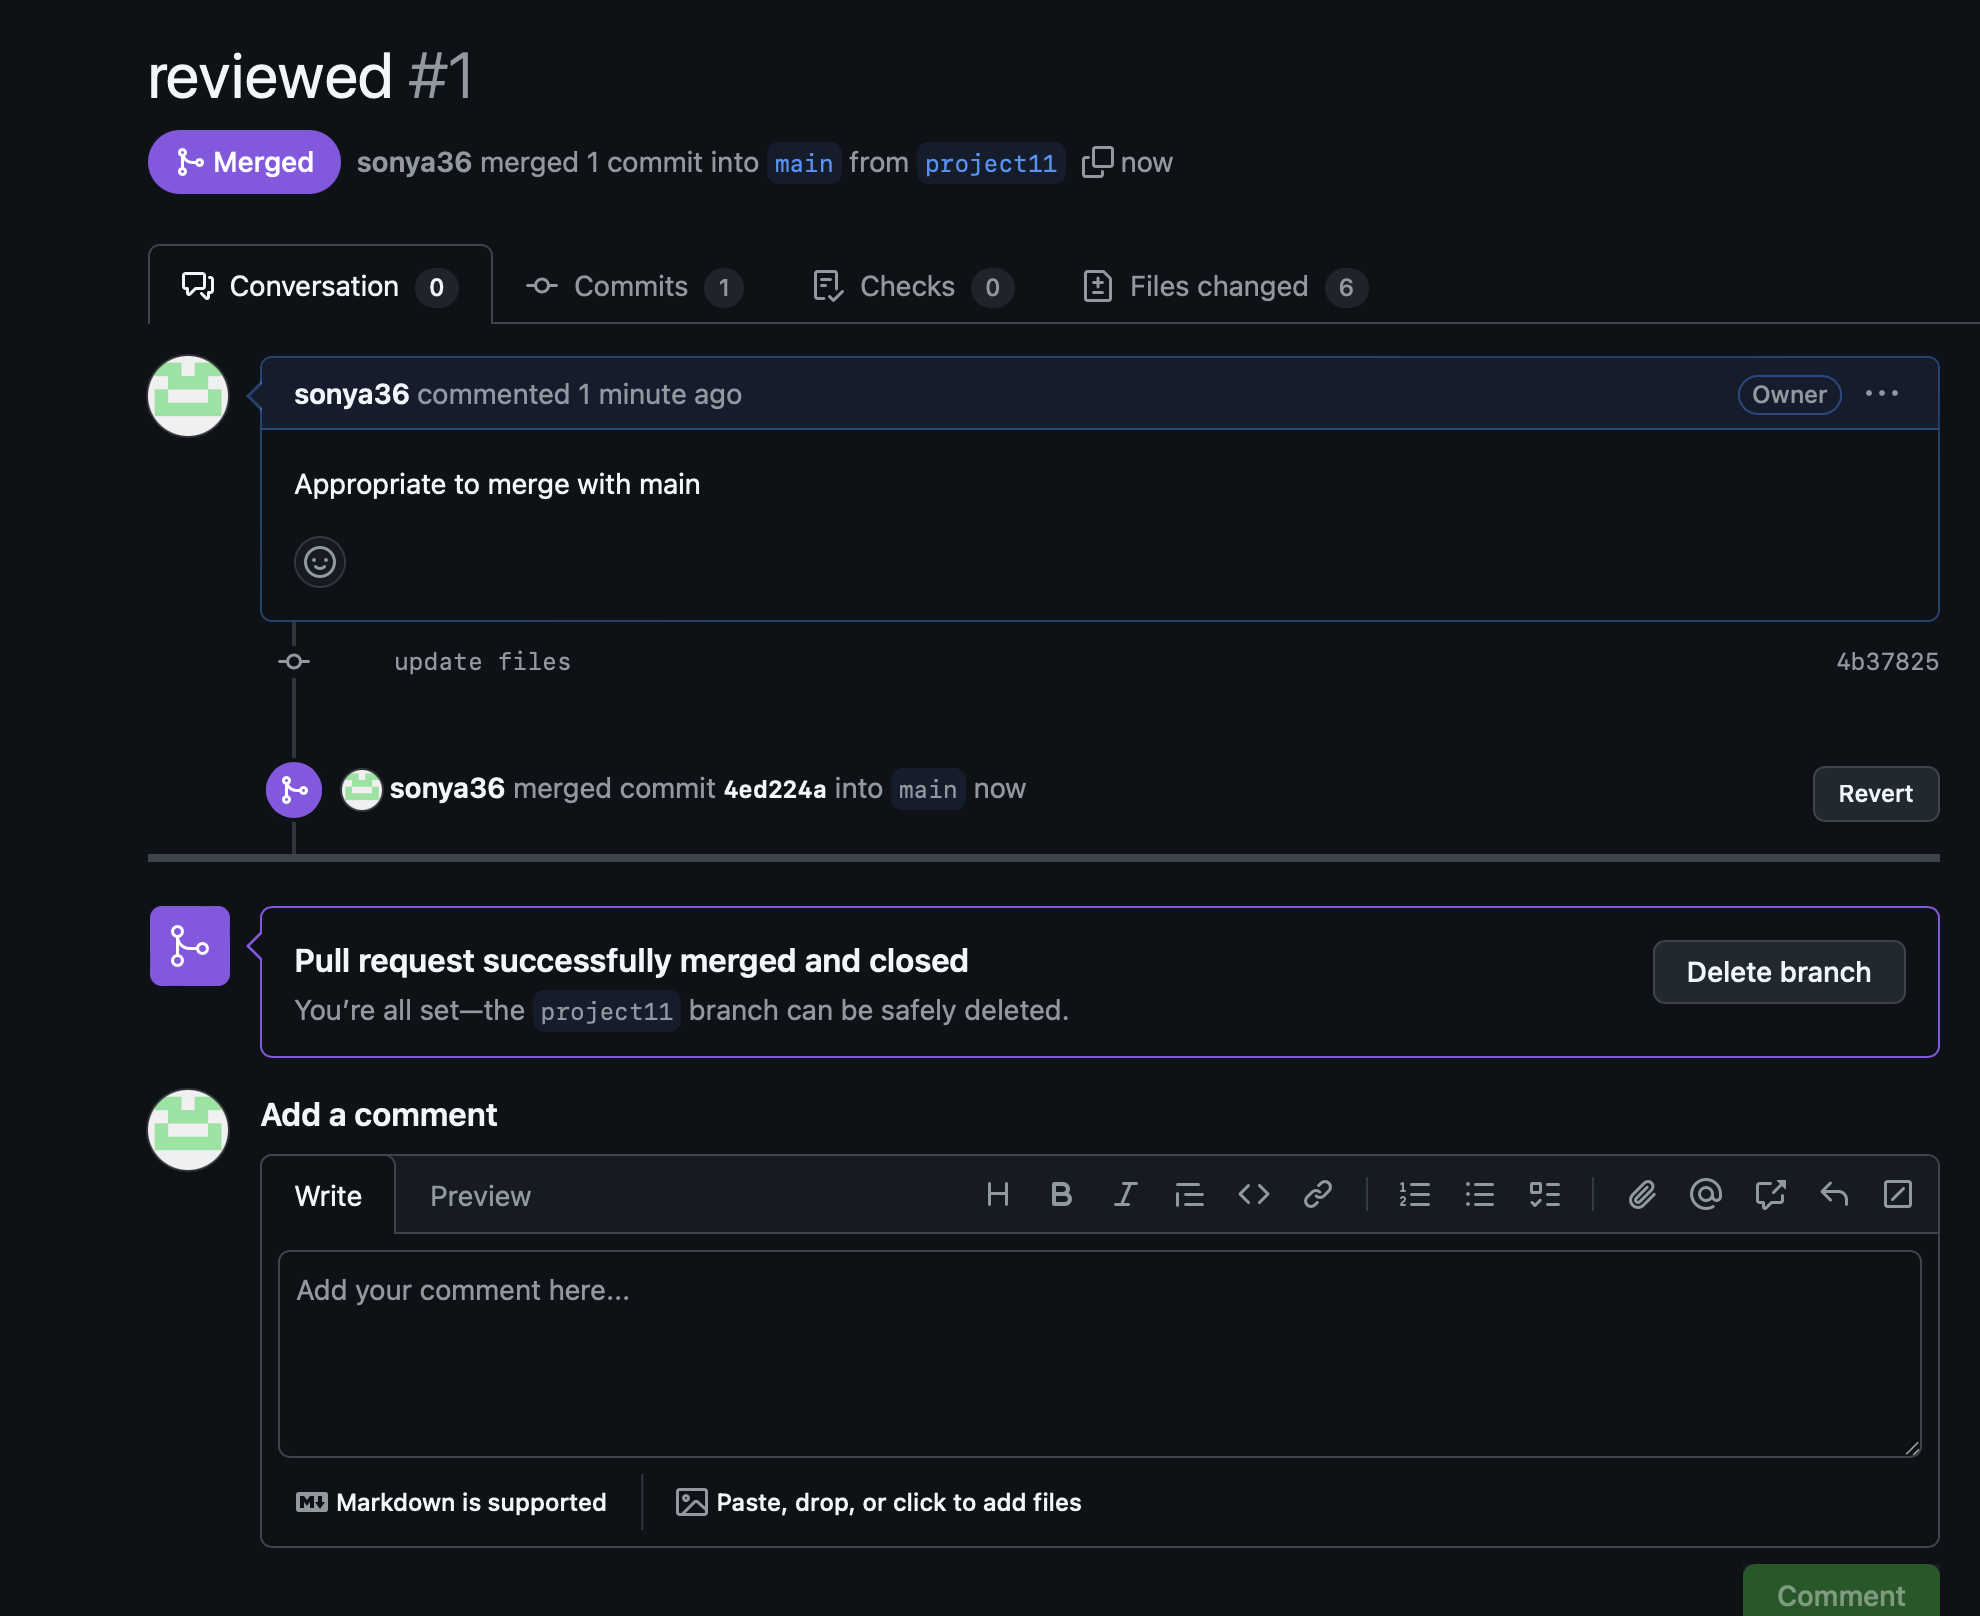 reviewed #1
Merged sonya36 merged 1 commit into main from project11 now
Conversation 0 Commits 1 Checks 0 Files changed 6
sonya36 commented 1 minute ago Owner
Appropriate to merge with main
update files 4b37825
sonya36 merged commit 4ed224a into main now Revert
Pull request successfully merged and closed
You’re all set—the project11 branch can be safely deleted.
Delete branch
Add a comment
Write Preview
Add your comment here...
Markdown is supported Paste, drop, or click to add files
Comment